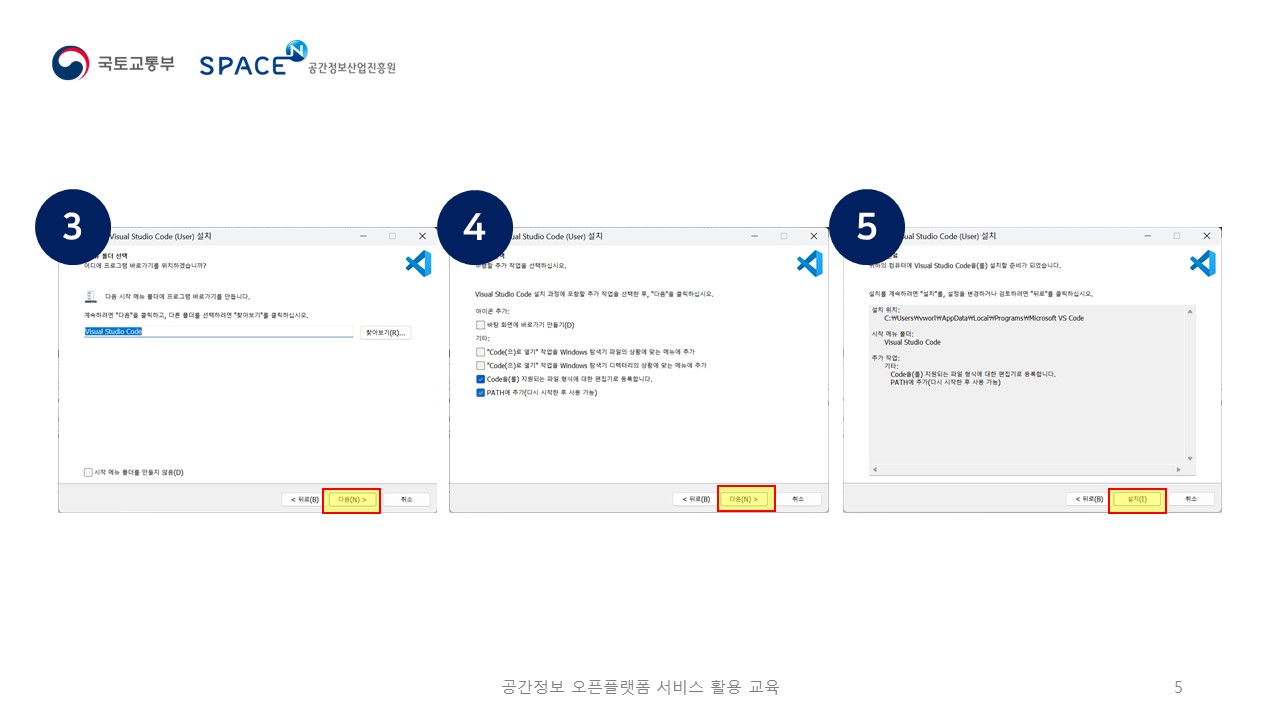 국토교통부
SPACE N
공간정보산업진흥원
3
Visual Studio Code (User) 설치
폴더 선택
어디에 프로그램 바로가기를 위치하겠습니까?
다음 시작 메뉴 폴더에 프로그램 바로가기를 만듭니다.
계속하려면 "다음"을 클릭하고, 다른 폴더를 선택하려면 "찾아보기"를 클릭하십시오.
Visual Studio Code
찾아보기(R)...
시작 메뉴 폴더를 만들지 않음(D)
< 뒤로(B)
다음(N) >
취소
4
Visual Studio Code (User) 설치
추가 작업을 선택하십시오.
Visual Studio Code 설치 과정에 포함할 추가 작업을 선택한 후, "다음"을 클릭하십시오.
아이콘 추가:
바탕 화면에 바로가기 만들기(D)
기타:
"Code(으)로 열기" 작업을 Windows 탐색기 파일의 상황에 맞는 메뉴에 추가
"Code(으)로 열기" 작업을 Windows 탐색기 디렉터리의 상황에 맞는 메뉴에 추가
Code을(를) 지원되는 파일 형식에 대한 편집기로 등록합니다.
PATH에 추가(다시 시작한 후 사용 가능)
< 뒤로(B)
다음(N) >
취소
5
Visual Studio Code (User) 설치
컴퓨터에 Visual Studio Code을(를) 설치할 준비가 되었습니다.
설치를 계속하려면 "설치"를, 설정을 변경하거나 검토하려면 "뒤로"를 클릭하십시오.
설치 위치:
C:₩Users₩vworl₩AppData₩Local₩Programs₩Microsoft VS Code
시작 메뉴 폴더:
Visual Studio Code
추가 작업:
기타:
Code을(를) 지원되는 파일 형식에 대한 편집기로 등록합니다.
PATH에 추가(다시 시작한 후 사용 가능)
< 뒤로(B)
설치(I)
취소
공간정보 오픈플랫폼 서비스 활용 교육
5